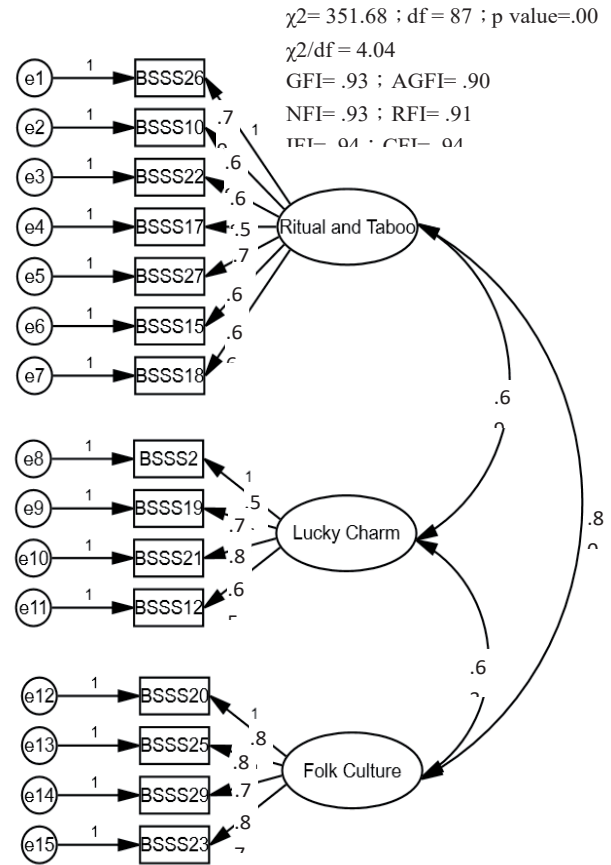 χ2= 351.68 ; df = 87 ; p value=.00
χ2/df = 4.04
GFI= .93 ; AGFI= .90
NFI= .93 ; RFI= .91
IFI= .94 ; CFI= .94
e1 1 BSSS26
e2 1 BSSS10
e3 1 BSSS22
e4 1 BSSS17
e5 1 BSSS27
e6 1 BSSS15
e7 1 BSSS18
.7 1
.6
.6
.5
.7
.6
.6
Ritual and Taboo
e8 1 BSSS2
e9 1 BSSS19
e10 1 BSSS21
e11 1 BSSS12
1
.5
.7
.8
.6
Lucky Charm
e12 1 BSSS20
e13 1 BSSS25
e14 1 BSSS29
e15 1 BSSS23
1
.8
.8
.7
.8
Folk Culture
.6
.8
.6